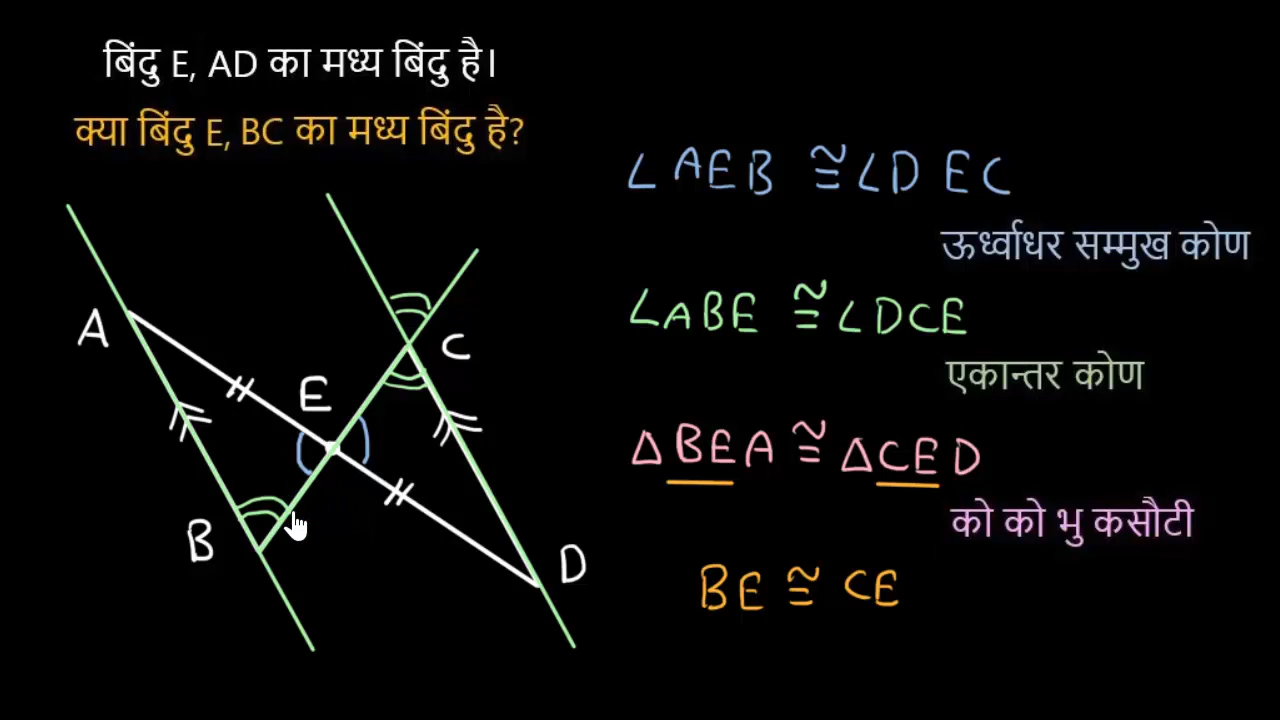 बिंदु E, AD का मध्य बिंदु है।
क्या बिंदु E, BC का मध्य बिंदु है?
∠AEB ≅ ∠DEC
ऊर्ध्वाधर सम्मुख कोण
∠ABE ≅ ∠DCE
एकान्तर कोण
△BEA ≅ △CED
को को भु कसौटी
BE ≅ CE
A
E
C
B
D